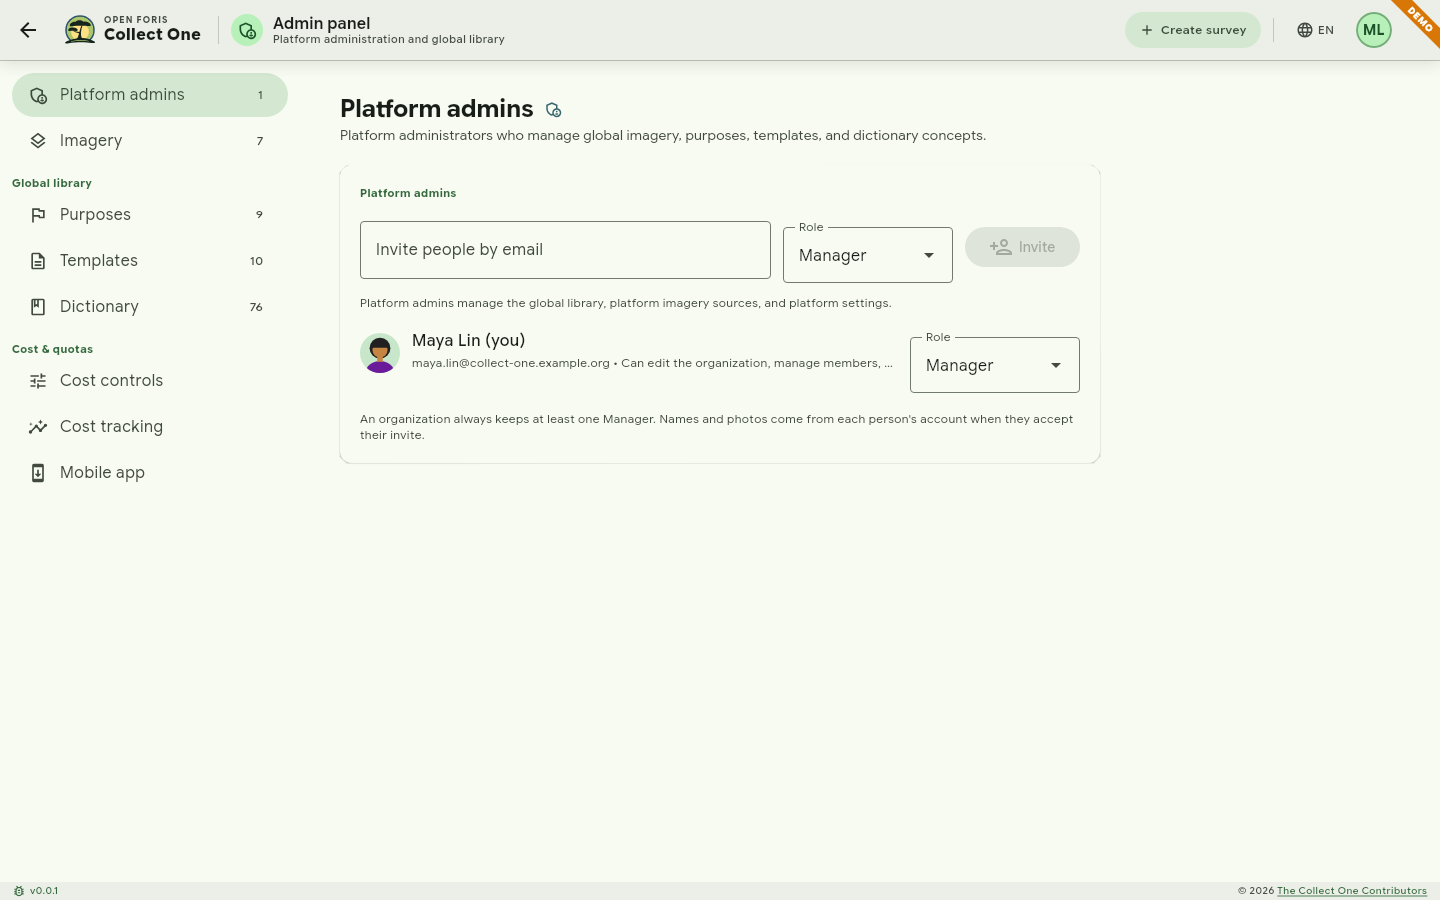 OPEN FORIS
Collect One
Admin panel
Platform administration and global library
Create survey
EN
ML
DEMO
Platform admins 1
Imagery 7
Global library
Purposes 9
Templates 10
Dictionary 76
Cost & quotas
Cost controls
Cost tracking
Mobile app
Platform admins
Platform administrators who manage global imagery, purposes, templates, and dictionary concepts.
Platform admins
Invite people by email
Role
Manager
Invite
Platform admins manage the global library, platform imagery sources, and platform settings.
Maya Lin (you)
maya.lin@collect-one.example.org • Can edit the organization, manage members, ...
Role
Manager
An organization always keeps at least one Manager. Names and photos come from each person's account when they accept
their invite.
v0.0.1
© 2026 The Collect One Contributors